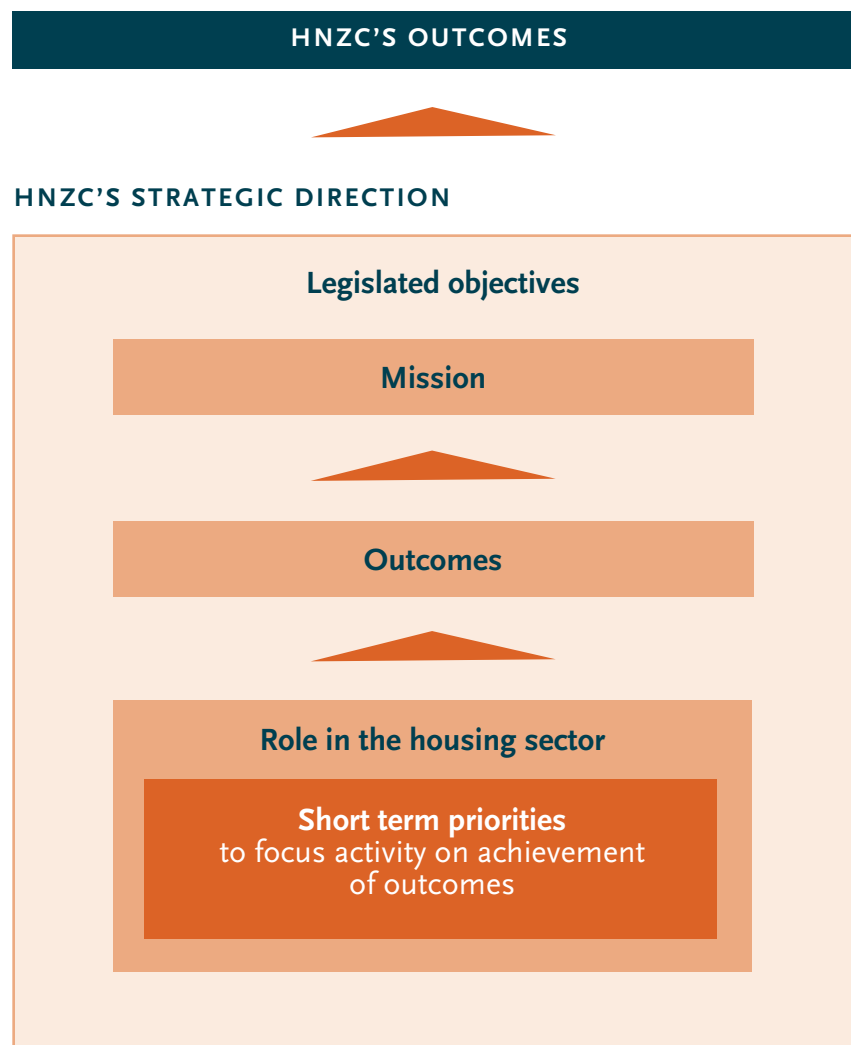 HNZC’S OUTCOMES
HNZC’S STRATEGIC DIRECTION
Legislated objectives
Mission
Outcomes
Role in the housing sector
Short term priorities
to focus activity on achievement
of outcomes